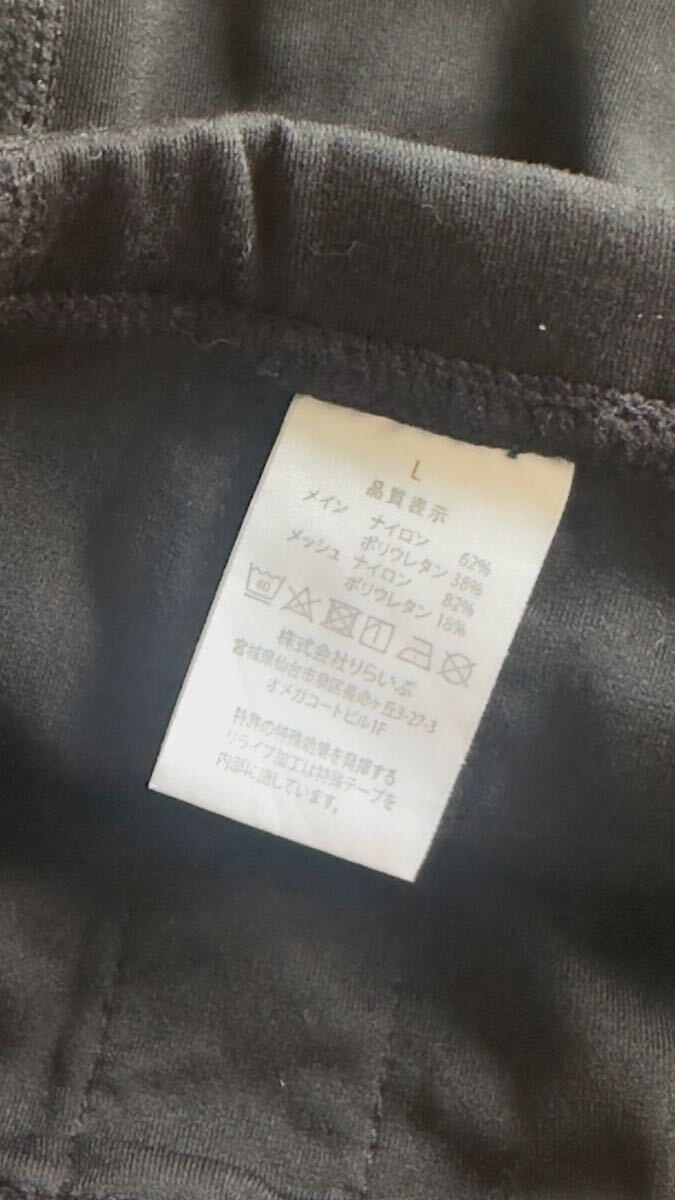 L
品質表示
メイン ナイロン 62%
ポリウレタン 38%
メッシュ ナイロン 82%
ポリウレタン 18%
40
株式会社りらいぶ
宮城県仙台市泉区長命ヶ丘3-27-3
オメガコートビル1F
特許の特殊効果を発揮する
リライブ加工は特殊テープを
内部に通しています。